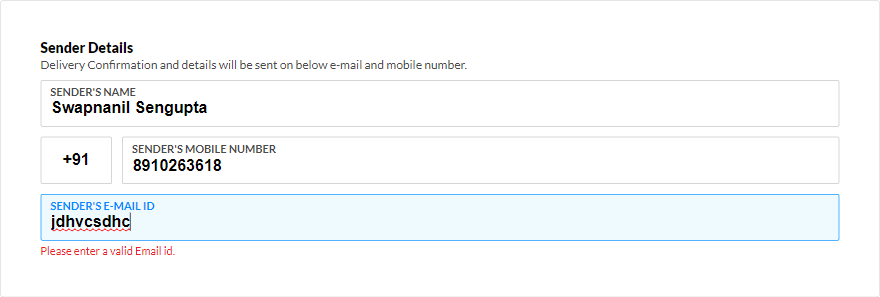 Sender Details
Delivery Confirmation and details will be sent on below e-mail and mobile number.
SENDER'S NAME
Swapnanil Sengupta
+91
SENDER'S MOBILE NUMBER
8910263618
SENDER'S E-MAIL ID
jdhvcsdhc
Please enter a valid Email id.